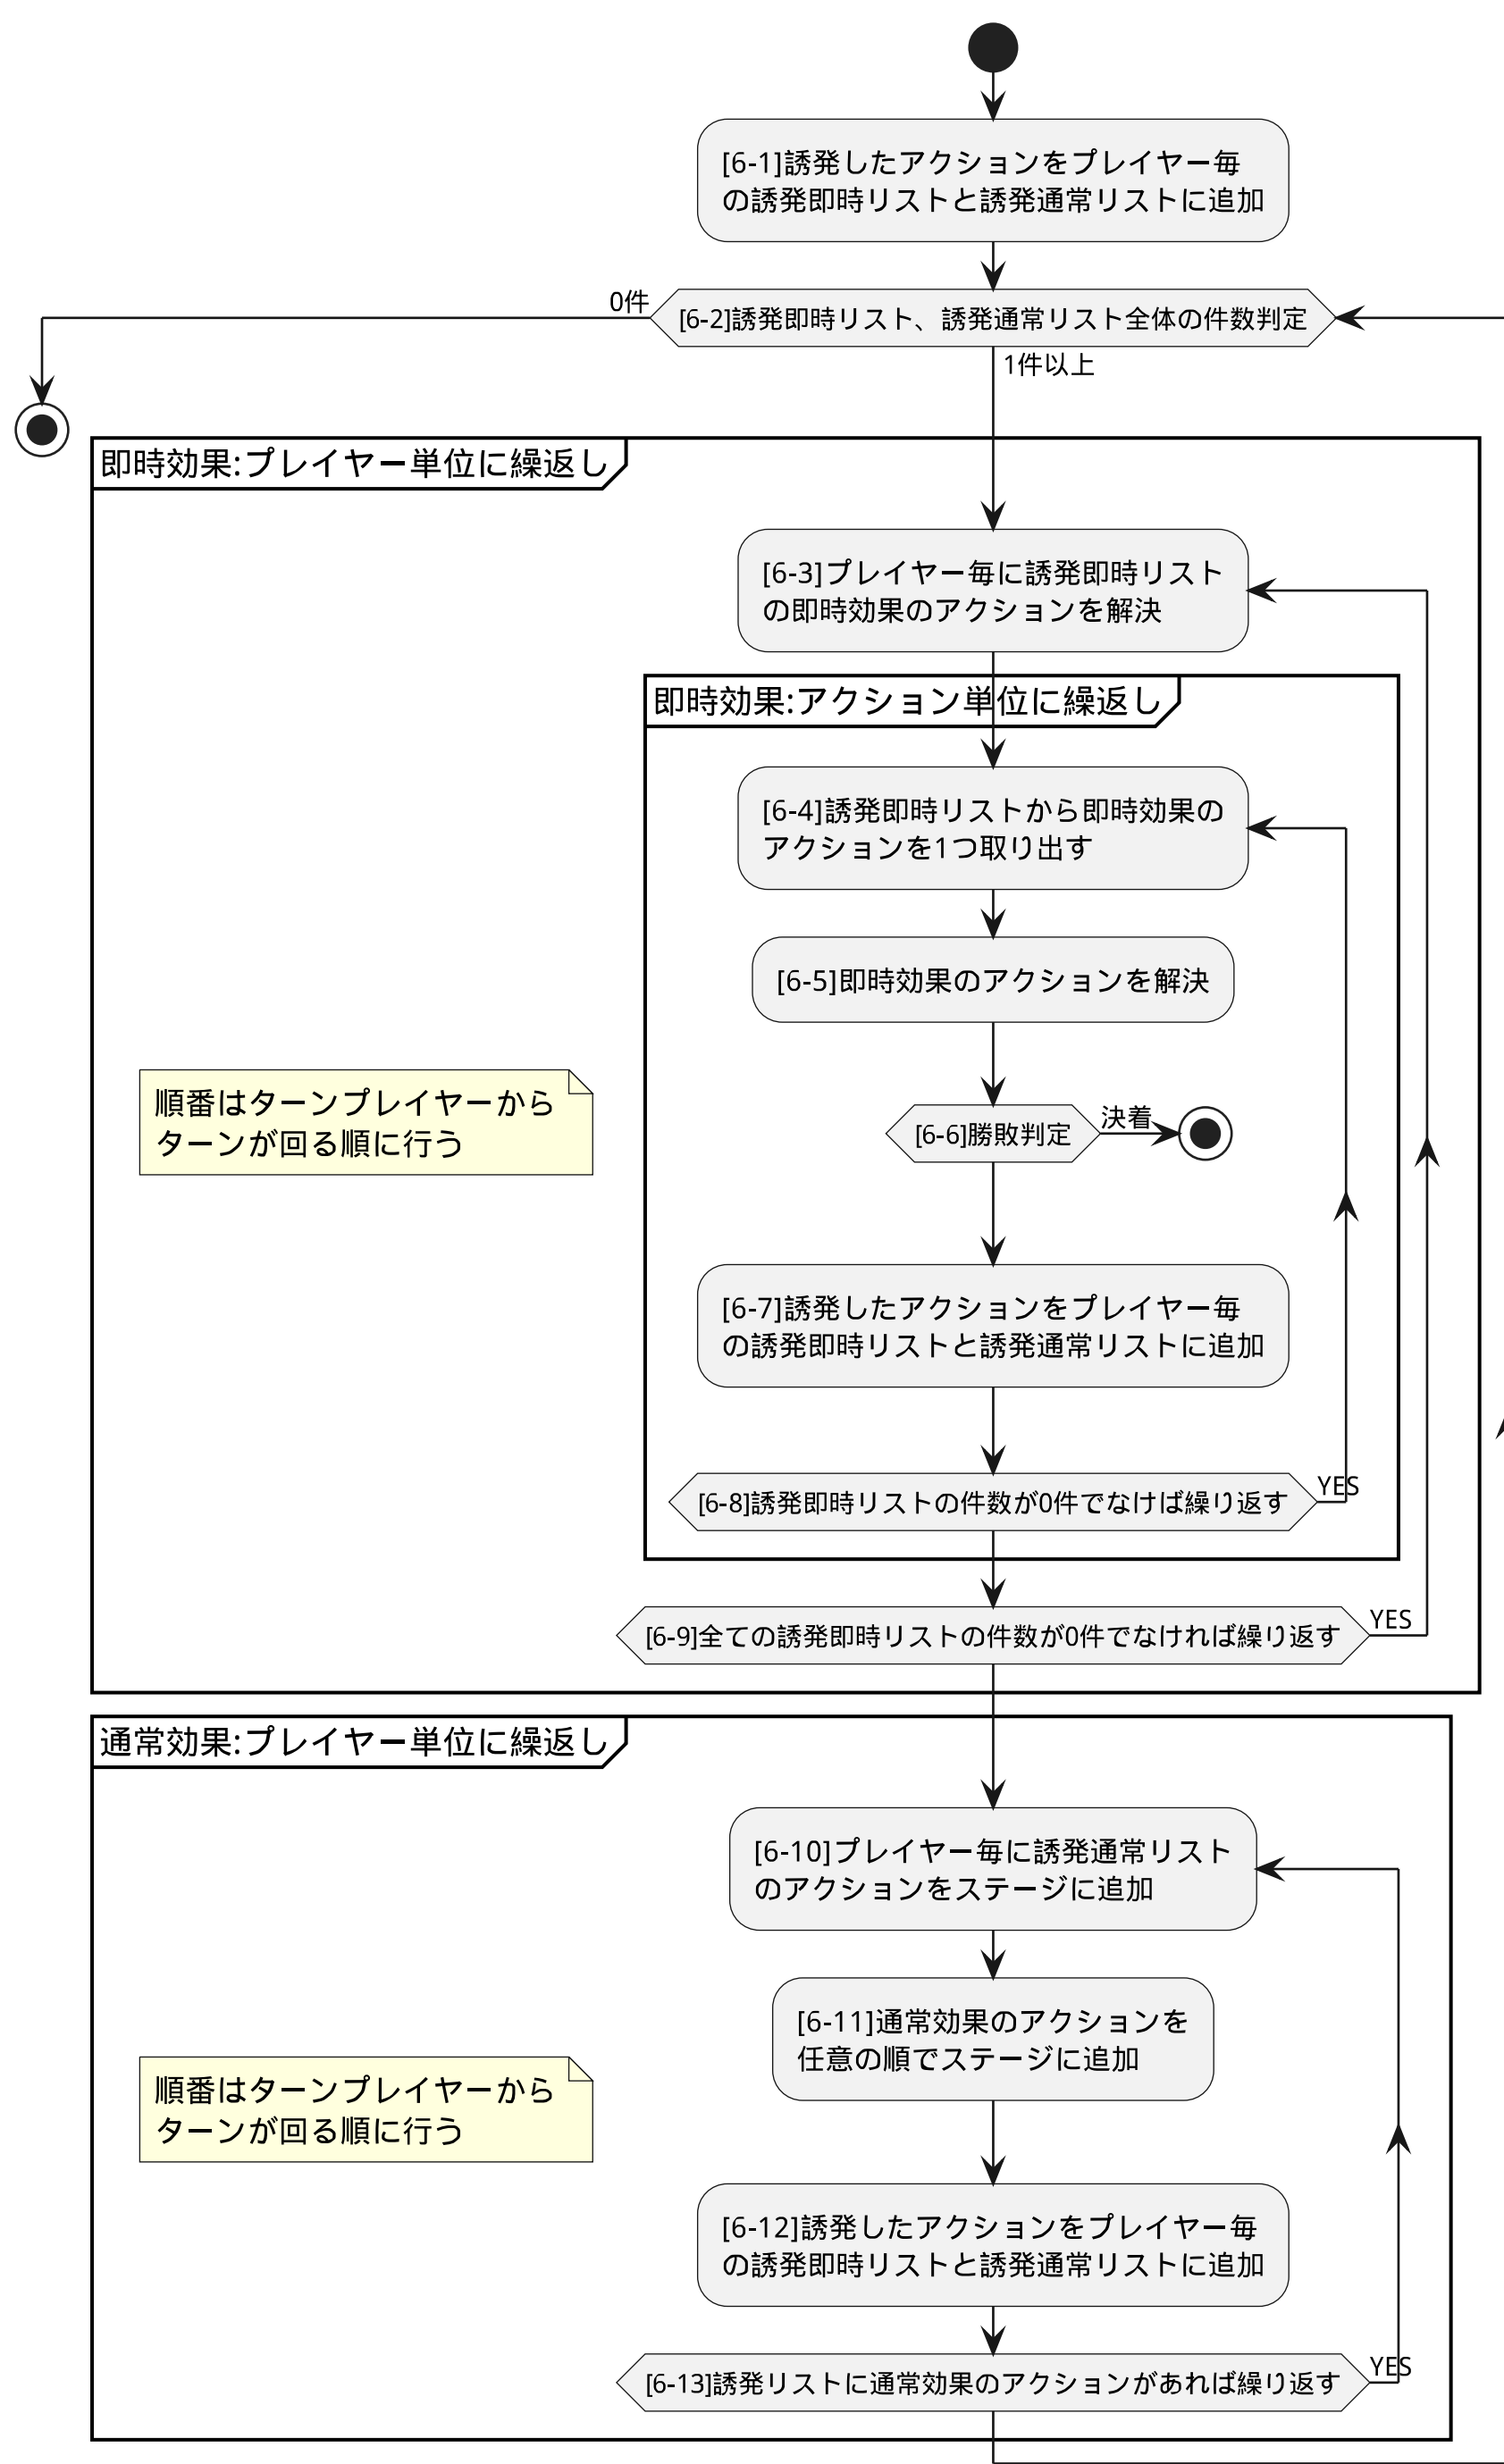 [6-1]誘発したアクションをプレイヤー毎
の誘発即時リストと誘発通常リストに追加
0件
[6-2]誘発即時リスト、誘発通常リスト全体の件数判定
1件以上
即時効果:プレイヤー単位に繰返し
[6-3]プレイヤー毎に誘発即時リスト
の即時効果のアクションを解決
即時効果:アクション単位に繰返し
[6-4]誘発即時リストから即時効果の
アクションを1つ取り出す
[6-5]即時効果のアクションを解決
順番はターンプレイヤーから
ターンが回る順に行う
[6-6]勝敗判定
決着
[6-7]誘発したアクションをプレイヤー毎
の誘発即時リストと誘発通常リストに追加
[6-8]誘発即時リストの件数が0件でなけば繰り返す
YES
[6-9]全ての誘発即時リストの件数が0件でなければ繰り返す
YES
通常効果:プレイヤー単位に繰返し
[6-10]プレイヤー毎に誘発通常リスト
のアクションをステージに追加
[6-11]通常効果のアクションを
任意の順でステージに追加
順番はターンプレイヤーから
ターンが回る順に行う
[6-12]誘発したアクションをプレイヤー毎
の誘発即時リストと誘発通常リストに追加
[6-13]誘発リストに通常効果のアクションがあれば繰り返す
YES